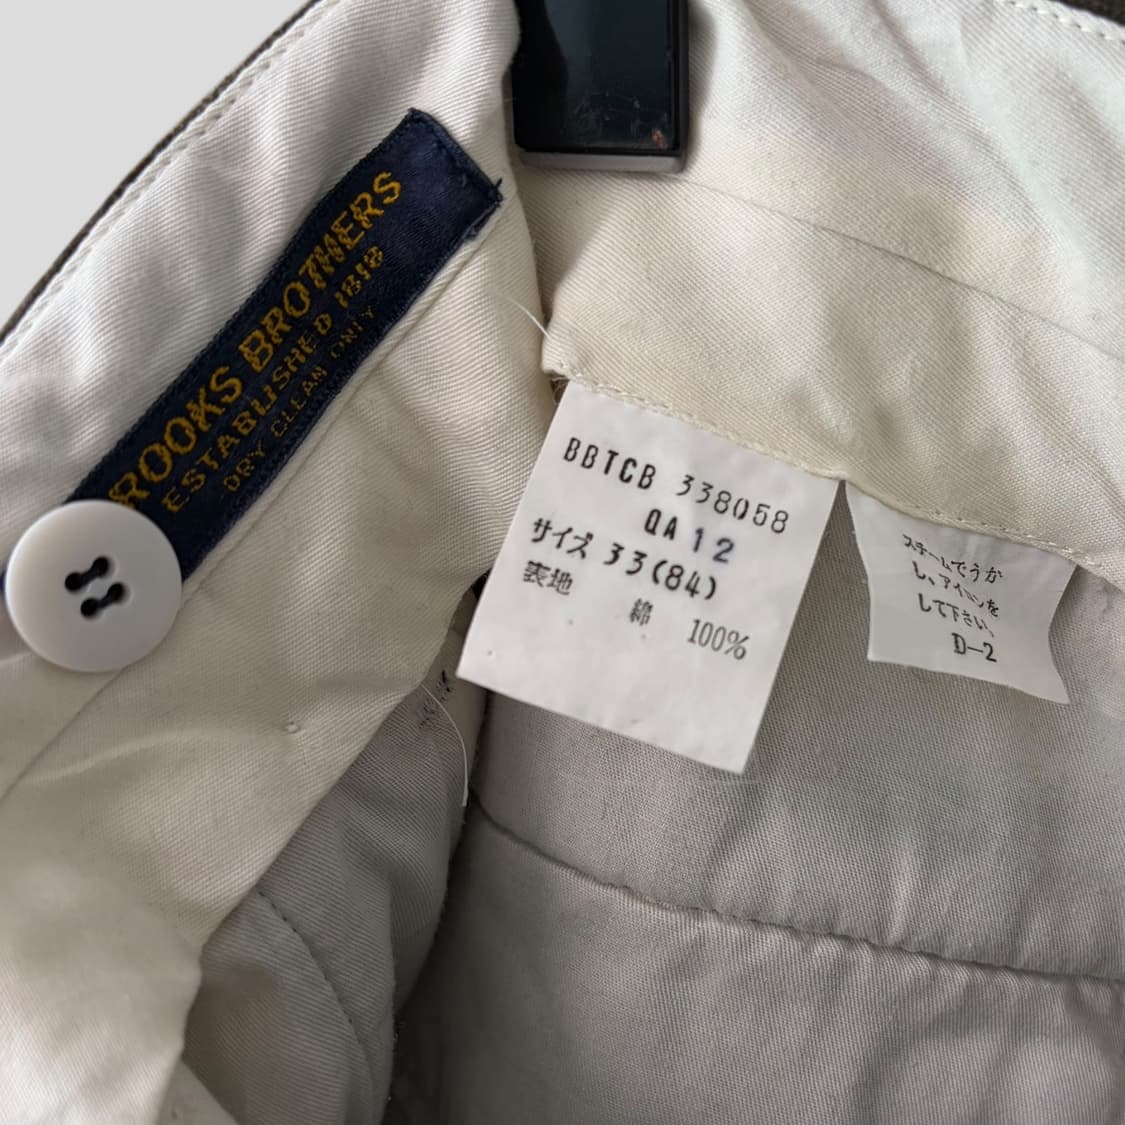 BROOKS BROTHERS
ESTABLISHED 1818
DRY CLEAN ONLY
BBTCB 338058
QA 12
サイズ 33(84)
表地
綿 100%
スチームでうか
し、アイロンを
して下さい。
D-2